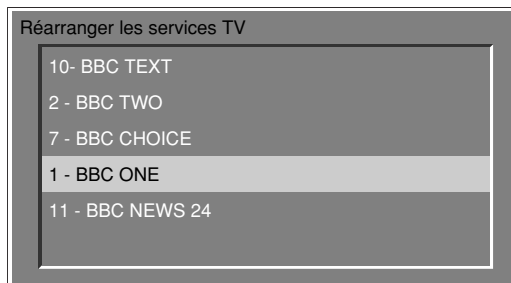 Réarranger les services TV
10- BBC TEXT
2 - BBC TWO
7 - BBC CHOICE
1 - BBC ONE
11 - BBC NEWS 24